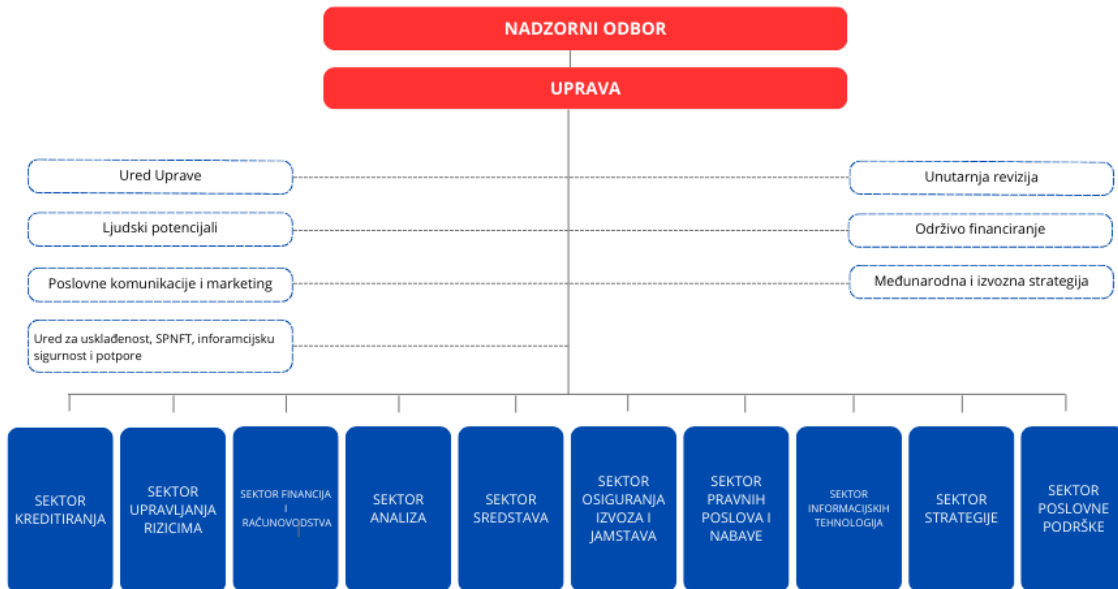 NADZORNI ODBOR
UPRAVA
Ured Uprave
Unutarnja revizija
Ljudski potencijali
Održivo financiranje
Poslovne komunikacije i marketing
Međunarodna i izvozna strategija
Ured za usklađenost, SPNFT, inforamcijsku
sigurnost i potpore
SEKTOR
KREDITIRANJA
SEKTOR
UPRAVLJANJA
RIZICIMA
SEKTOR FINANCIJA
I
RAČUNOVODSTVA
SEKTOR
ANALIZA
SEKTOR
SREDSTAVA
SEKTOR
OSIGURANJA
IZVOZA I
JAMSTAVA
SEKTOR
PRAVNIH
POSLOVA I
NABAVE
SEKTOR
INFORMACIJSKIH
TEHNOLOGIJA
SEKTOR
STRATEGIJE
SEKTOR
POSLOVNE
PODRŠKE